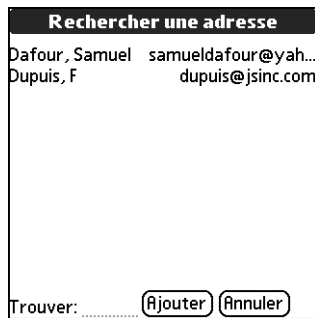 Rechercher une adresse
Dafour, Samuel samueldafour@yah...
Dupuis, F dupuis@jsinc.com
Trouver: Ajouter Annuler